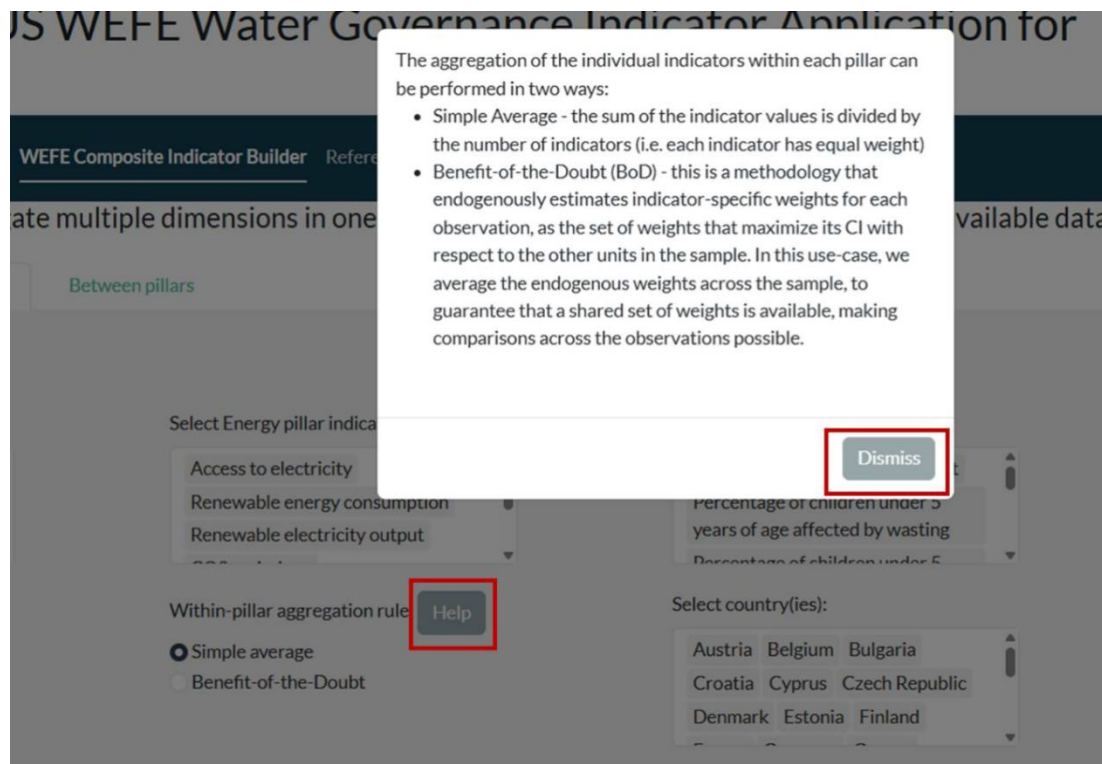 US WEFE Water Governance Indicator Application for
The aggregation of the individual indicators within each pillar can
be performed in two ways:
• Simple Average - the sum of the indicator values is divided by
the number of indicators (i.e. each indicator has equal weight)
• Benefit-of-the-Doubt (BoD) - this is a methodology that
endogenously estimates indicator-specific weights for each
observation, as the set of weights that maximize its CI with
respect to the other units in the sample. In this use-case, we
average the endogenous weights across the sample, to
guarantee that a shared set of weights is available, making
comparisons across the observations possible.
Dismiss
WEFE Composite Indicator Builder Refere
ate multiple dimensions in one
vailable data
Between pillars
Select Energy pillar indica
Access to electricity
Renewable energy consumption
Renewable electricity output
Percentage of children under 5
years of age affected by wasting
Percentage of children under 5
Within-pillar aggregation rule
Help
Simple average
Benefit-of-the-Doubt
Select country(ies):
Austria Belgium Bulgaria
Croatia Cyprus Czech Republic
Denmark Estonia Finland